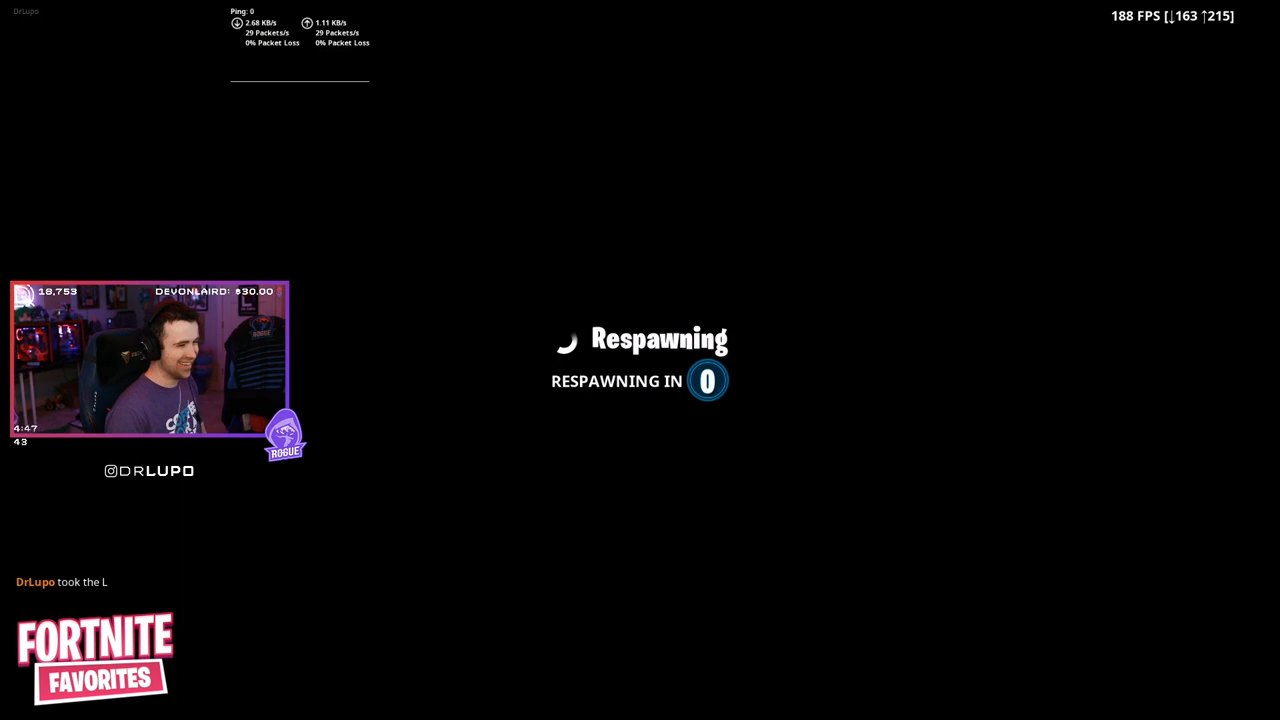 DrLupo
Ping: 0
2.68 KB/s
29 Packets/s
0% Packet Loss
1.11 KB/s
29 Packets/s
0% Packet Loss
188 FPS [↓163 ↑215]
18,753
DEVONLAIRD: $30.00
ROGUE
4:47
43
ROGUE
DRLUPO
Respawning
RESPAWNING IN 0
DrLupo took the L
FORTNITE
FAVORITES